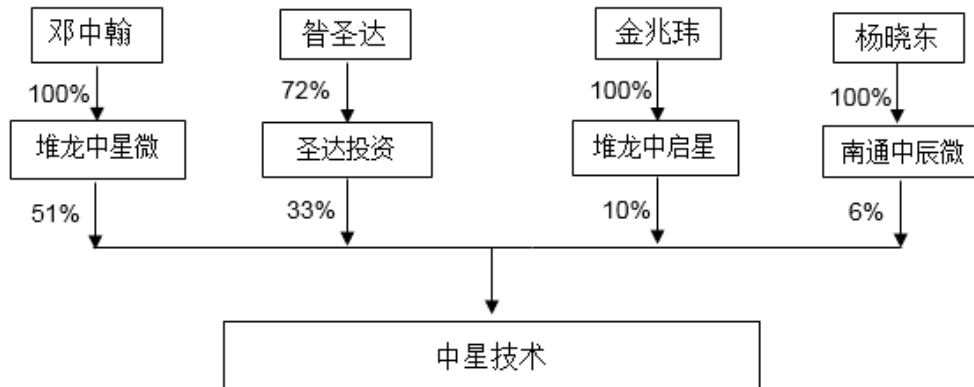 邓中翰
昝圣达
金兆玮
杨晓东
100%
72%
100%
100%
堆龙中星微
圣达投资
堆龙中启星
南通中辰微
51%
33%
10%
6%
中星技术